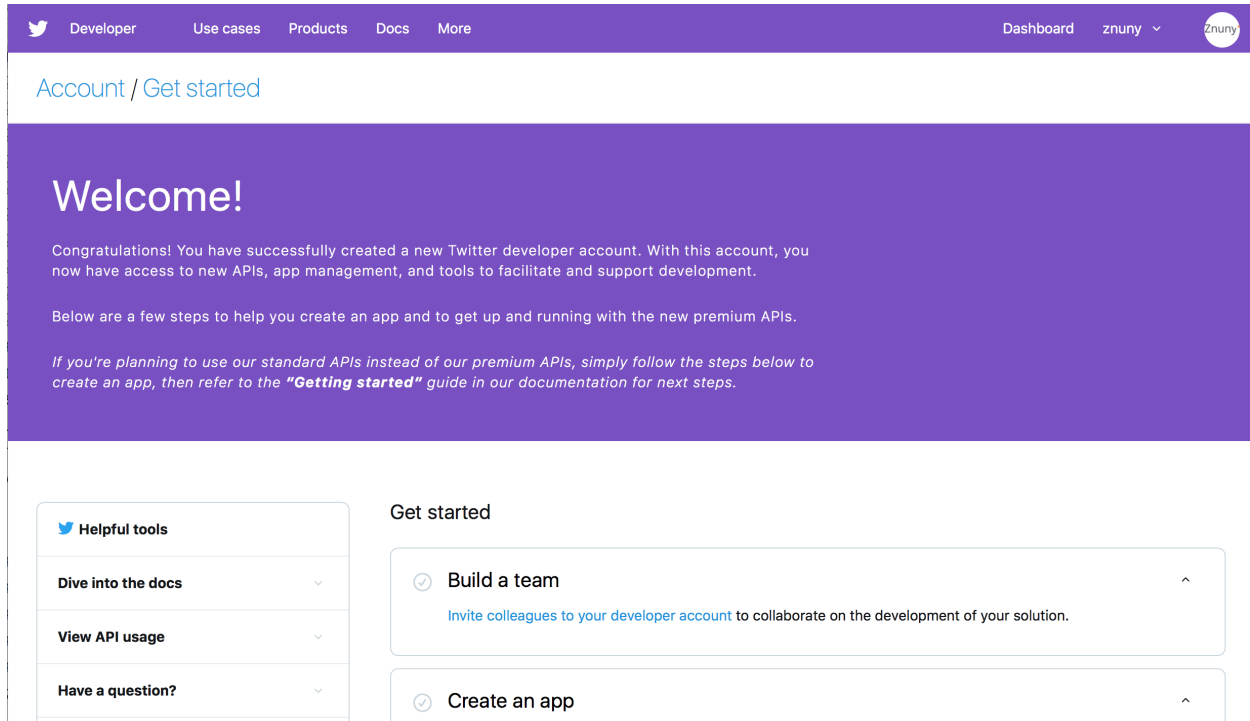 Developer Use cases Products Docs More Dashboard znuny Znuny
Account / Get started
Welcome!
Congratulations! You have successfully created a new Twitter developer account. With this account, you
now have access to new APIs, app management, and tools to facilitate and support development.
Below are a few steps to help you create an app and to get up and running with the new premium APIs.
If you're planning to use our standard APIs instead of our premium APIs, simply follow the steps below to
create an app, then refer to the “Getting started” guide in our documentation for next steps.
Helpful tools
Dive into the docs
View API usage
Have a question?
Get started
Build a team
Invite colleagues to your developer account to collaborate on the development of your solution.
Create an app